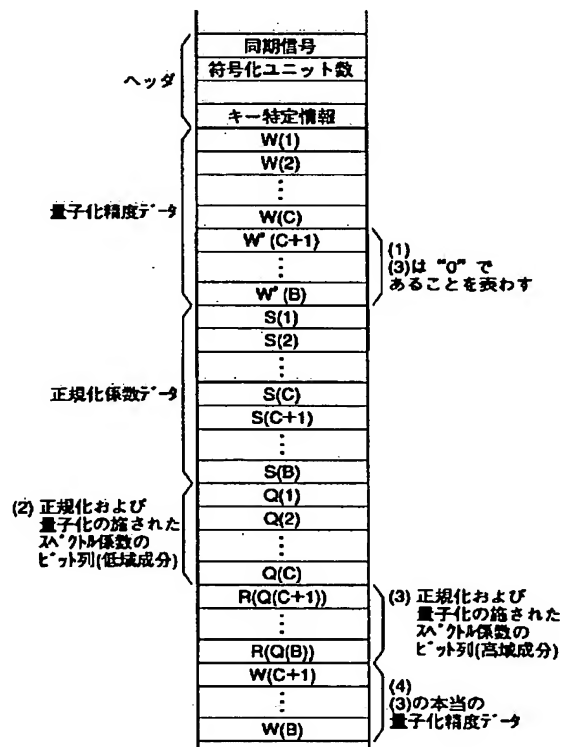 ヘッダ
同期信号
符号化ユニット数
キー特定情報
量子化精度データ
W(1)
W(2)
⋮
W(C)
W"(C+1)
⋮
W"(B)
(1)
(3)は "0" で
あることを表わす
正規化係数データ
S(1)
S(2)
⋮
S(C)
S(C+1)
⋮
S(B)
(2) 正規化および
量子化の施された
スペクトル係数の
ビット列(低域成分)
Q(1)
Q(2)
⋮
Q(C)
R(Q(C+1))
⋮
R(Q(B))
(3) 正規化および
量子化の施された
スペクトル係数の
ビット列(高域成分)
W(C+1)
⋮
W(B)
(4)
(3)の本当の
量子化精度データ